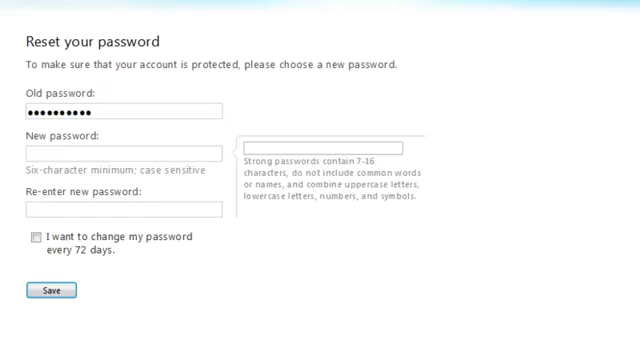 Reset your password
To make sure that your account is protected, please choose a new password.
Old password:
●●●●●●●●●●
New password:
Six-character minimum; case sensitive
Strong passwords contain 7-16
characters, do not include common words
or names, and combine uppercase letters,
lowercase letters, numbers, and symbols.
Re-enter new password:
I want to change my password
every 72 days.
Save